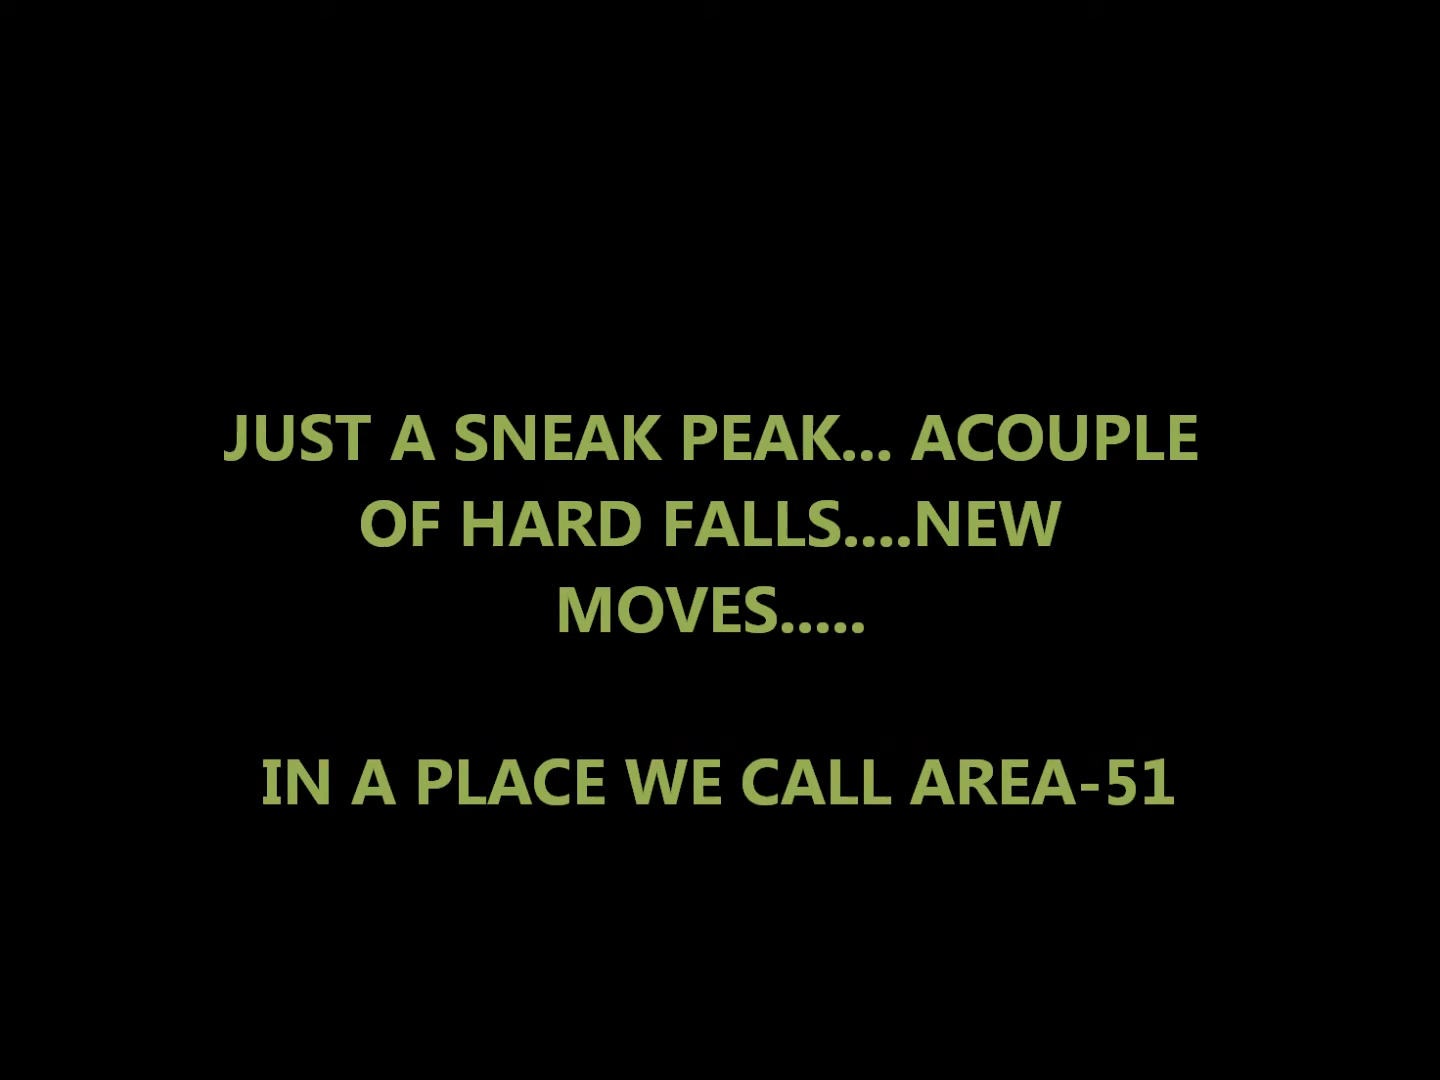 JUST A SNEAK PEAK... ACOUPLE
OF HARD FALLS....NEW
MOVES.....
IN A PLACE WE CALL AREA-51